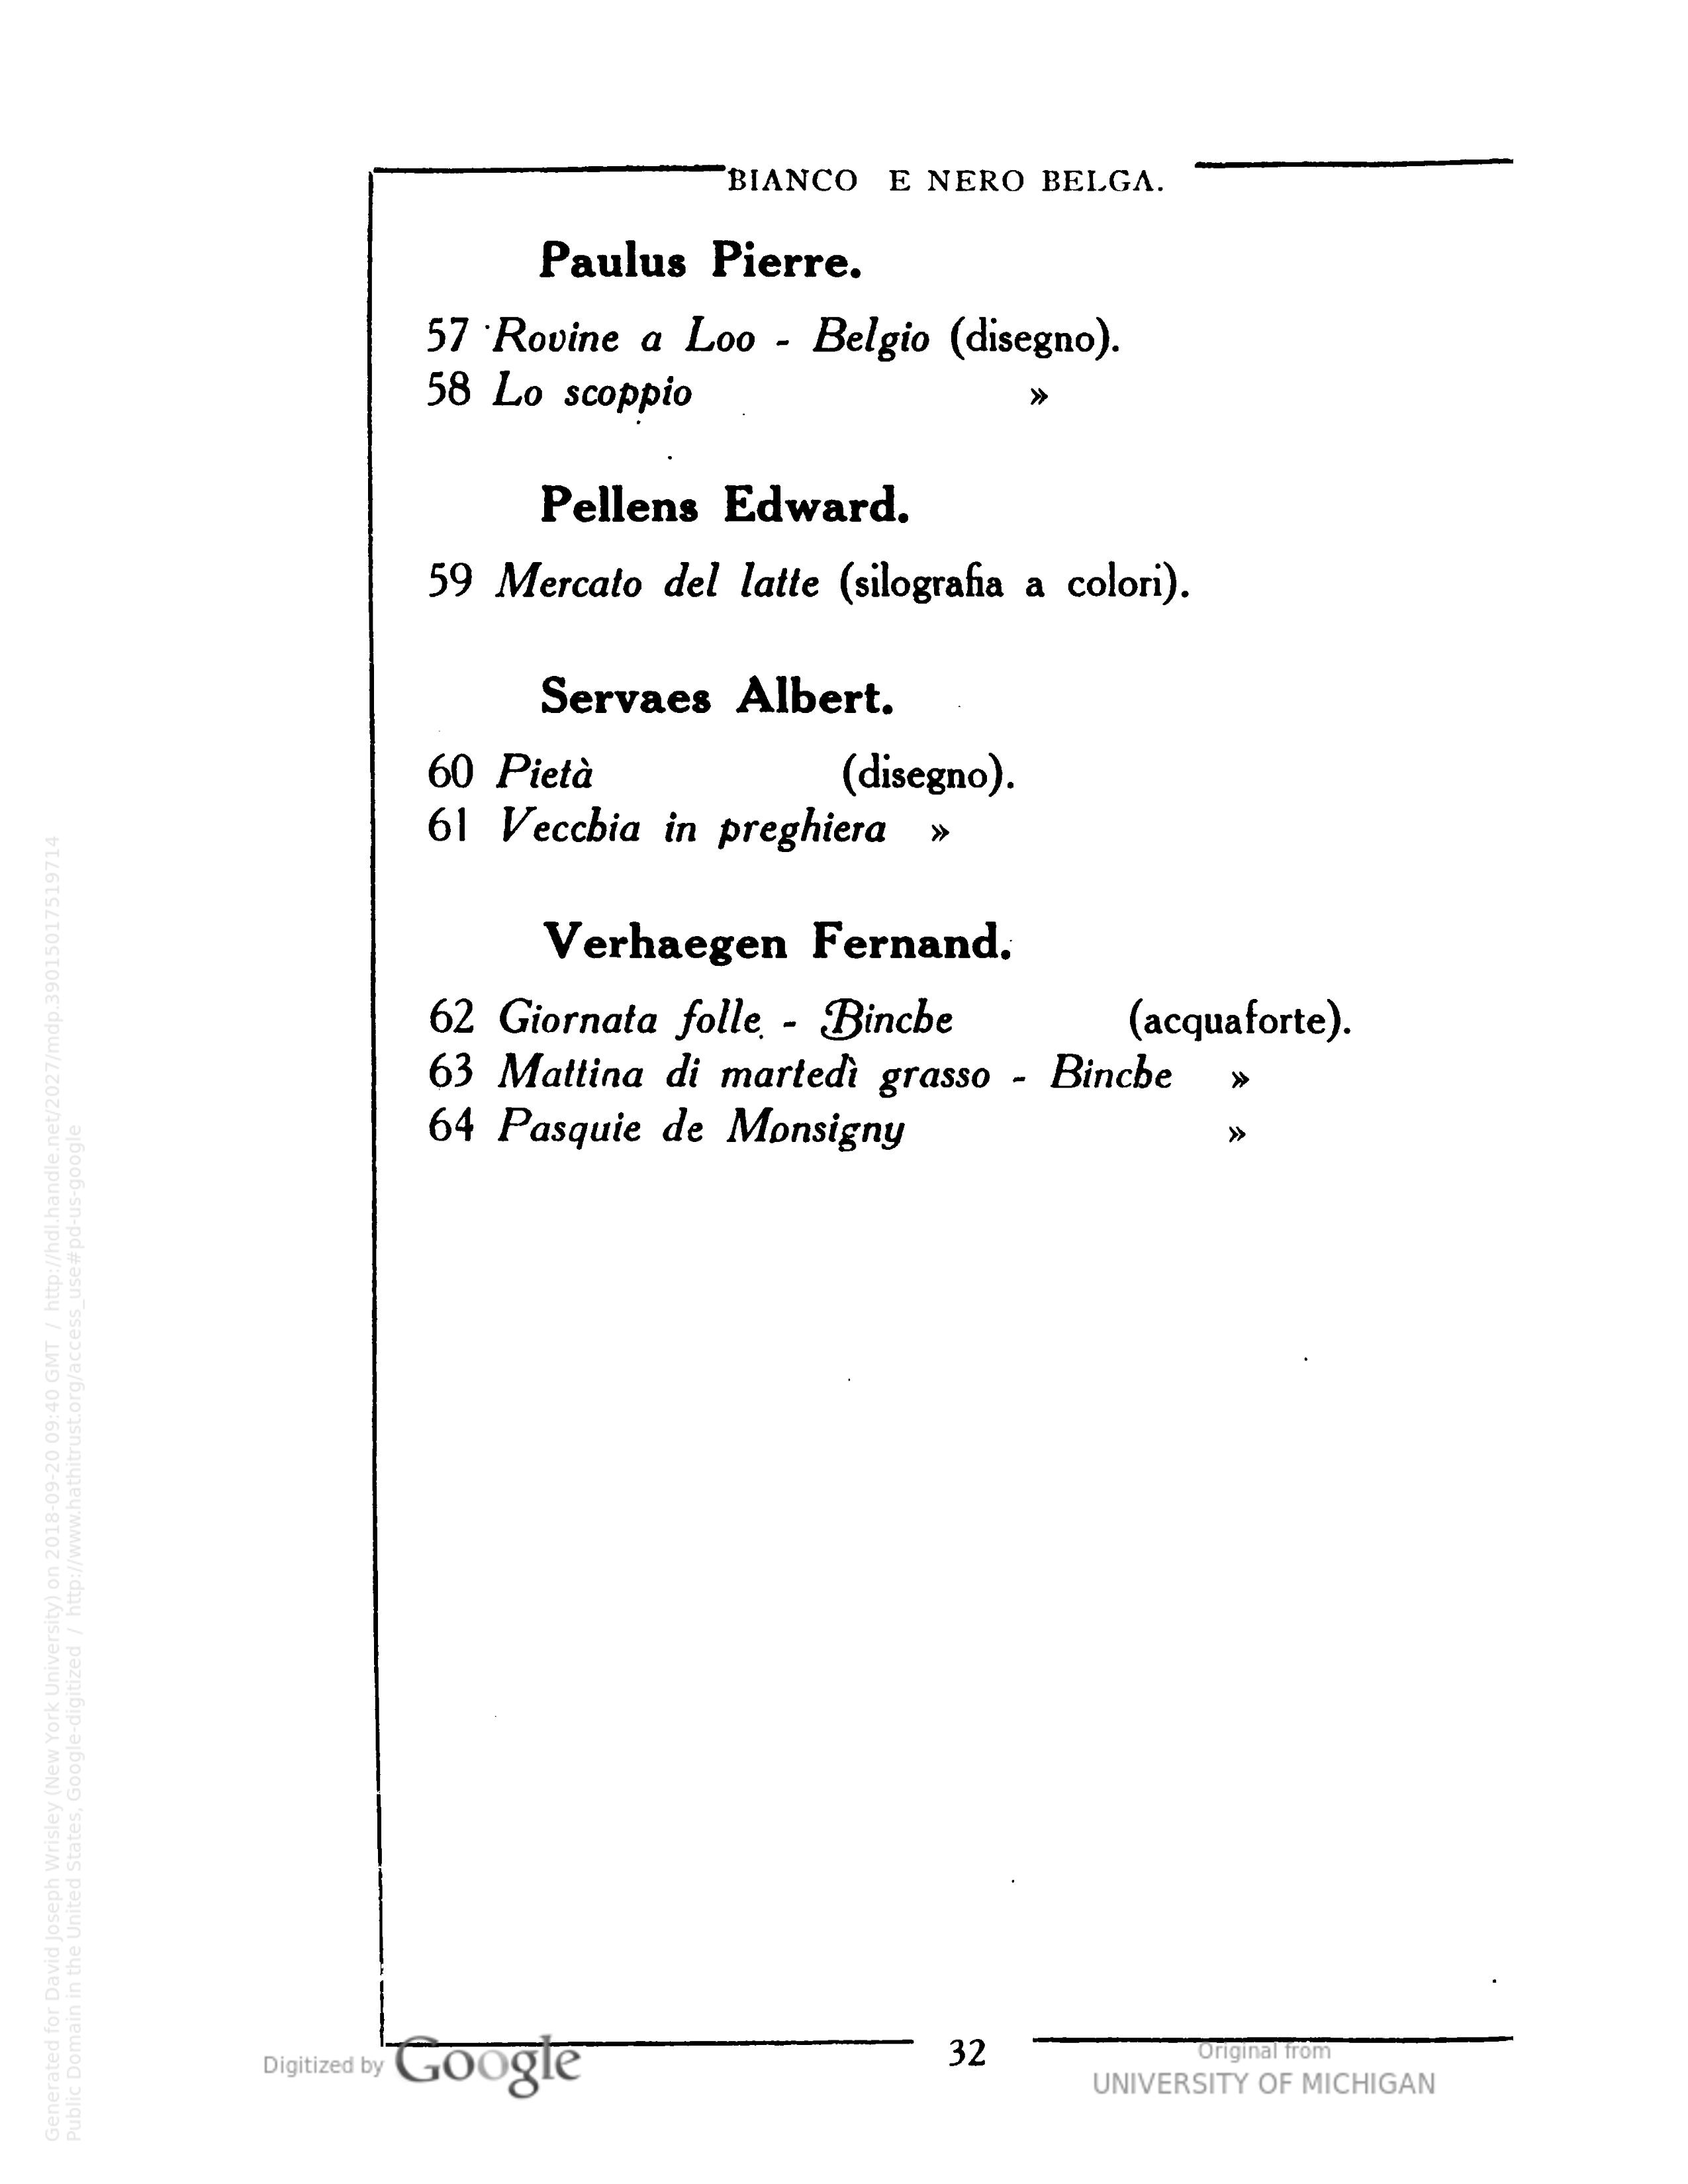 BIANCO E NERO BELGA.
Paulus Pierre.
57 Rovine a Loo - Belgio (disegno).
58 Lo scoppio »
Pellens Edward.
59 Mercato del latte (silografia a colori).
Servaes Albert.
60 Pietà (disegno).
61 Vecchia in preghiera »
Verhaegen Fernand.
62 Giornata folle - Binche (acquaforte).
63 Mattina di martedì grasso - Binche »
64 Pasquie de Monsigny »
32
Digitized by Google
Original from
UNIVERSITY OF MICHIGAN
Generated for David Joseph Wrisley (New York University) on 2018-09-20 09:40 GMT / http://hdl.handle.net/2027/mdp.39015017519714
Public Domain in the United States, Google-digitized / http://www.hathitrust.org/access_use#pd-us-google